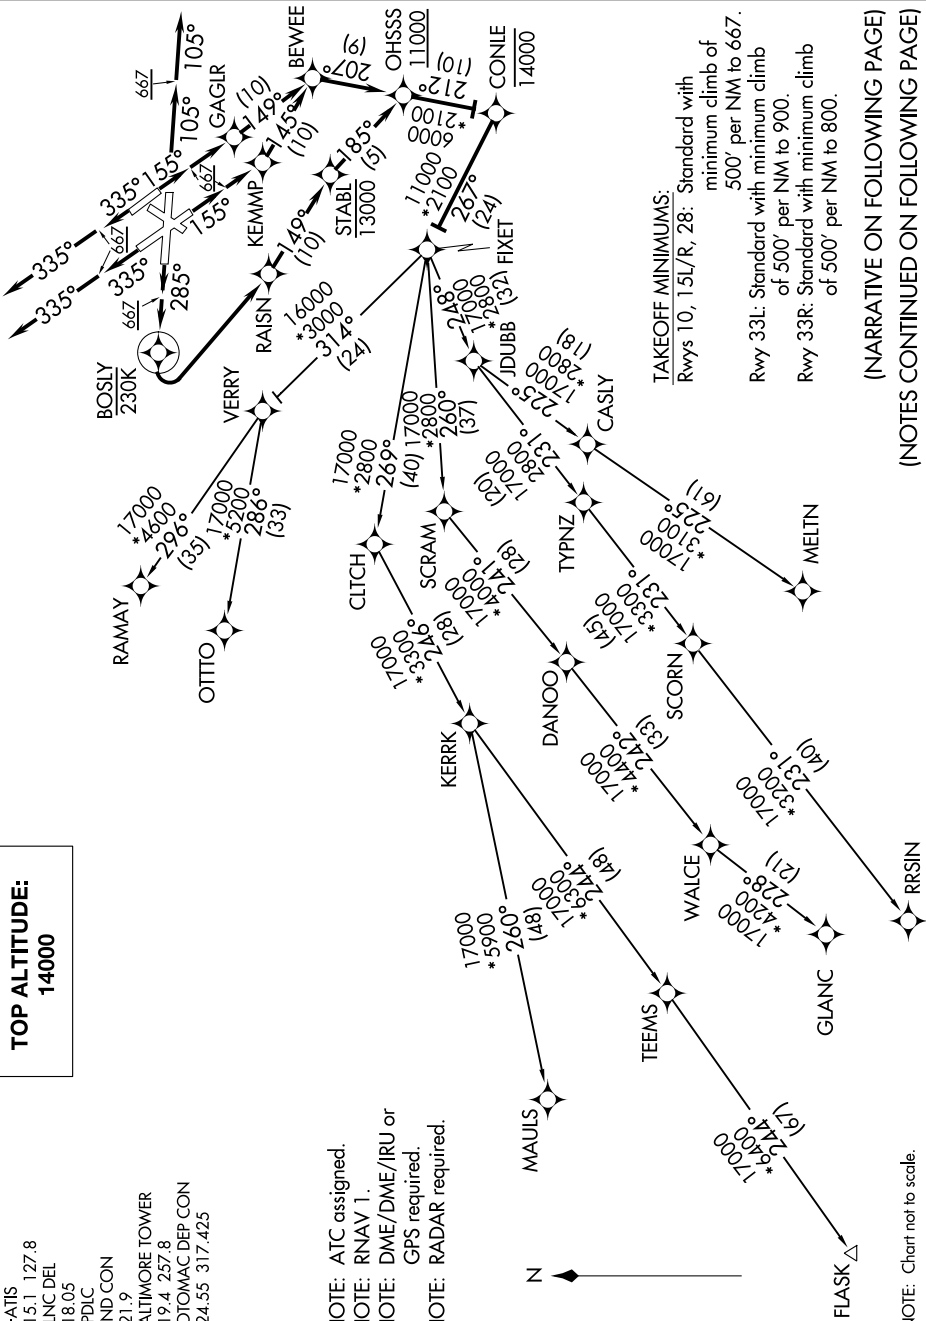 TOP ALTITUDE:
14000
ATIS
15.1 127.8
LNC DEL
18.05
PDLC
ND CON
21.9
ALTIMORE TOWER
19.4 257.8
OTOMAC DEP CON
24.55 317.425
OTE: ATC assigned.
OTE: RNAV 1.
OTE: DME/DME/IRU or
GPS required.
OTE: RADAR required.
N
335°
335°
335°
335°
155°
155°
105°
105°
285°
667
667
667
667
667
GAGLR
149°
(10)
KEMMP
145°
(10)
BEWEE
207°
(9)
OHSSS
11000
212°
(10)
6000
*2100
CONLE
14000
11000
*2100
267°
(24)
FIXET
BOSLY
230K
RAISN
149°
(10)
STABL
13000
185°
(5)
VERRY
16000
*3000
314°
(24)
RAMAY
17000
*4600
296°
(35)
OTTTO
17000
*5200
286°
(33)
CLTCH
17000
*2800
269°
(40)
SCRAM
17000
*2800
260°
(37)
JDUBB
248°
17000
*2800
(32)
CASLY
225°
17000
*2800
(18)
TYPNZ
(20)
17000
2800
231°
MELTN
17000
*3100
225°
(61)
SCORN
(45)
17000
*3300
231°
RRSIN
17000
*3200
231°
(40)
DANOO
17000
*4000
241°
(28)
WALCE
17000
*4400
242°
(33)
GLANC
17000
*4200
228°
(21)
KERRK
17000
*3300
246°
(28)
MAULS
17000
*5900
260°
(48)
TEEMS
17000
*6300
244°
(48)
FLASK
17000
*6400
244°
(67)
TAKEOFF MINIMUMS:
Rwys 10, 15L/R, 28: Standard with
minimum climb of
500' per NM to 667.
Rwy 33L: Standard with minimum climb
of 500' per NM to 900.
Rwy 33R: Standard with minimum climb
of 500' per NM to 800.
(NARRATIVE ON FOLLOWING PAGE)
(NOTES CONTINUED ON FOLLOWING PAGE)
OTE: Chart not to scale.